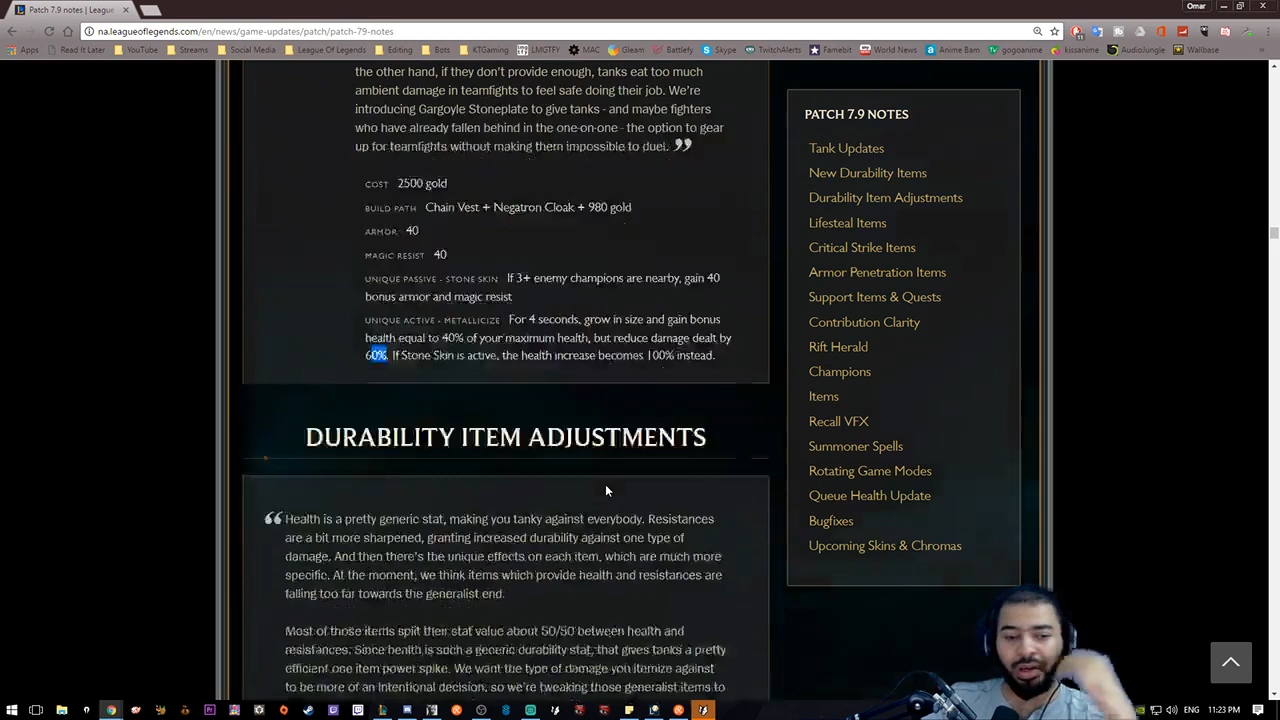 Patch 7.9 notes | League
Omar
na.leagueoflegends.com/en/news/game-updates/patch/patch-79-notes
Apps Read It Later YouTube Streams Social Media League Of Legends Editing Bots KTGaming LMGTFY MAC Gleam Battlefy Skype TwitchAlerts Famebit World News Anime Bam gogoanime kissanime AudioJungle Wallbase
the other hand, if they don't provide enough, tanks eat too much
ambient damage in teamfights to feel safe doing their job. We're
introducing Gargoyle Stoneplate to give tanks - and maybe fighters
who have already fallen behind in the one-on-one - the option to gear
up for teamfights without making them impossible to duel.
COST 2500 gold
BUILD PATH Chain Vest + Negatron Cloak + 980 gold
ARMOR 40
MAGIC RESIST 40
UNIQUE PASSIVE - STONE SKIN If 3+ enemy champions are nearby, gain 40
bonus armor and magic resist
UNIQUE ACTIVE - METALLICIZE For 4 seconds, grow in size and gain bonus
health equal to 40% of your maximum health, but reduce damage dealt by
60%. If Stone Skin is active, the health increase becomes 100% instead.
DURABILITY ITEM ADJUSTMENTS
Health is a pretty generic stat, making you tanky against everybody. Resistances
are a bit more sharpened, granting increased durability against one type of
damage. And then there's the unique effects on each item, which are much more
specific. At the moment, we think items which provide health and resistances are
falling too far towards the generalist end.
Most of those items split their stat value about 50/50 between health and
resistances. Since health is such a generic durability stat, that gives tanks a pretty
efficient one item power spike. We want the type of damage you itemize against
to be more of an intentional decision, so we're tweaking those generalist items to
PATCH 7.9 NOTES
Tank Updates
New Durability Items
Durability Item Adjustments
Lifesteal Items
Critical Strike Items
Armor Penetration Items
Support Items & Quests
Contribution Clarity
Rift Herald
Champions
Items
Recall VFX
Summoner Spells
Rotating Game Modes
Queue Health Update
Bugfixes
Upcoming Skins & Chromas
ENG 11:23 PM